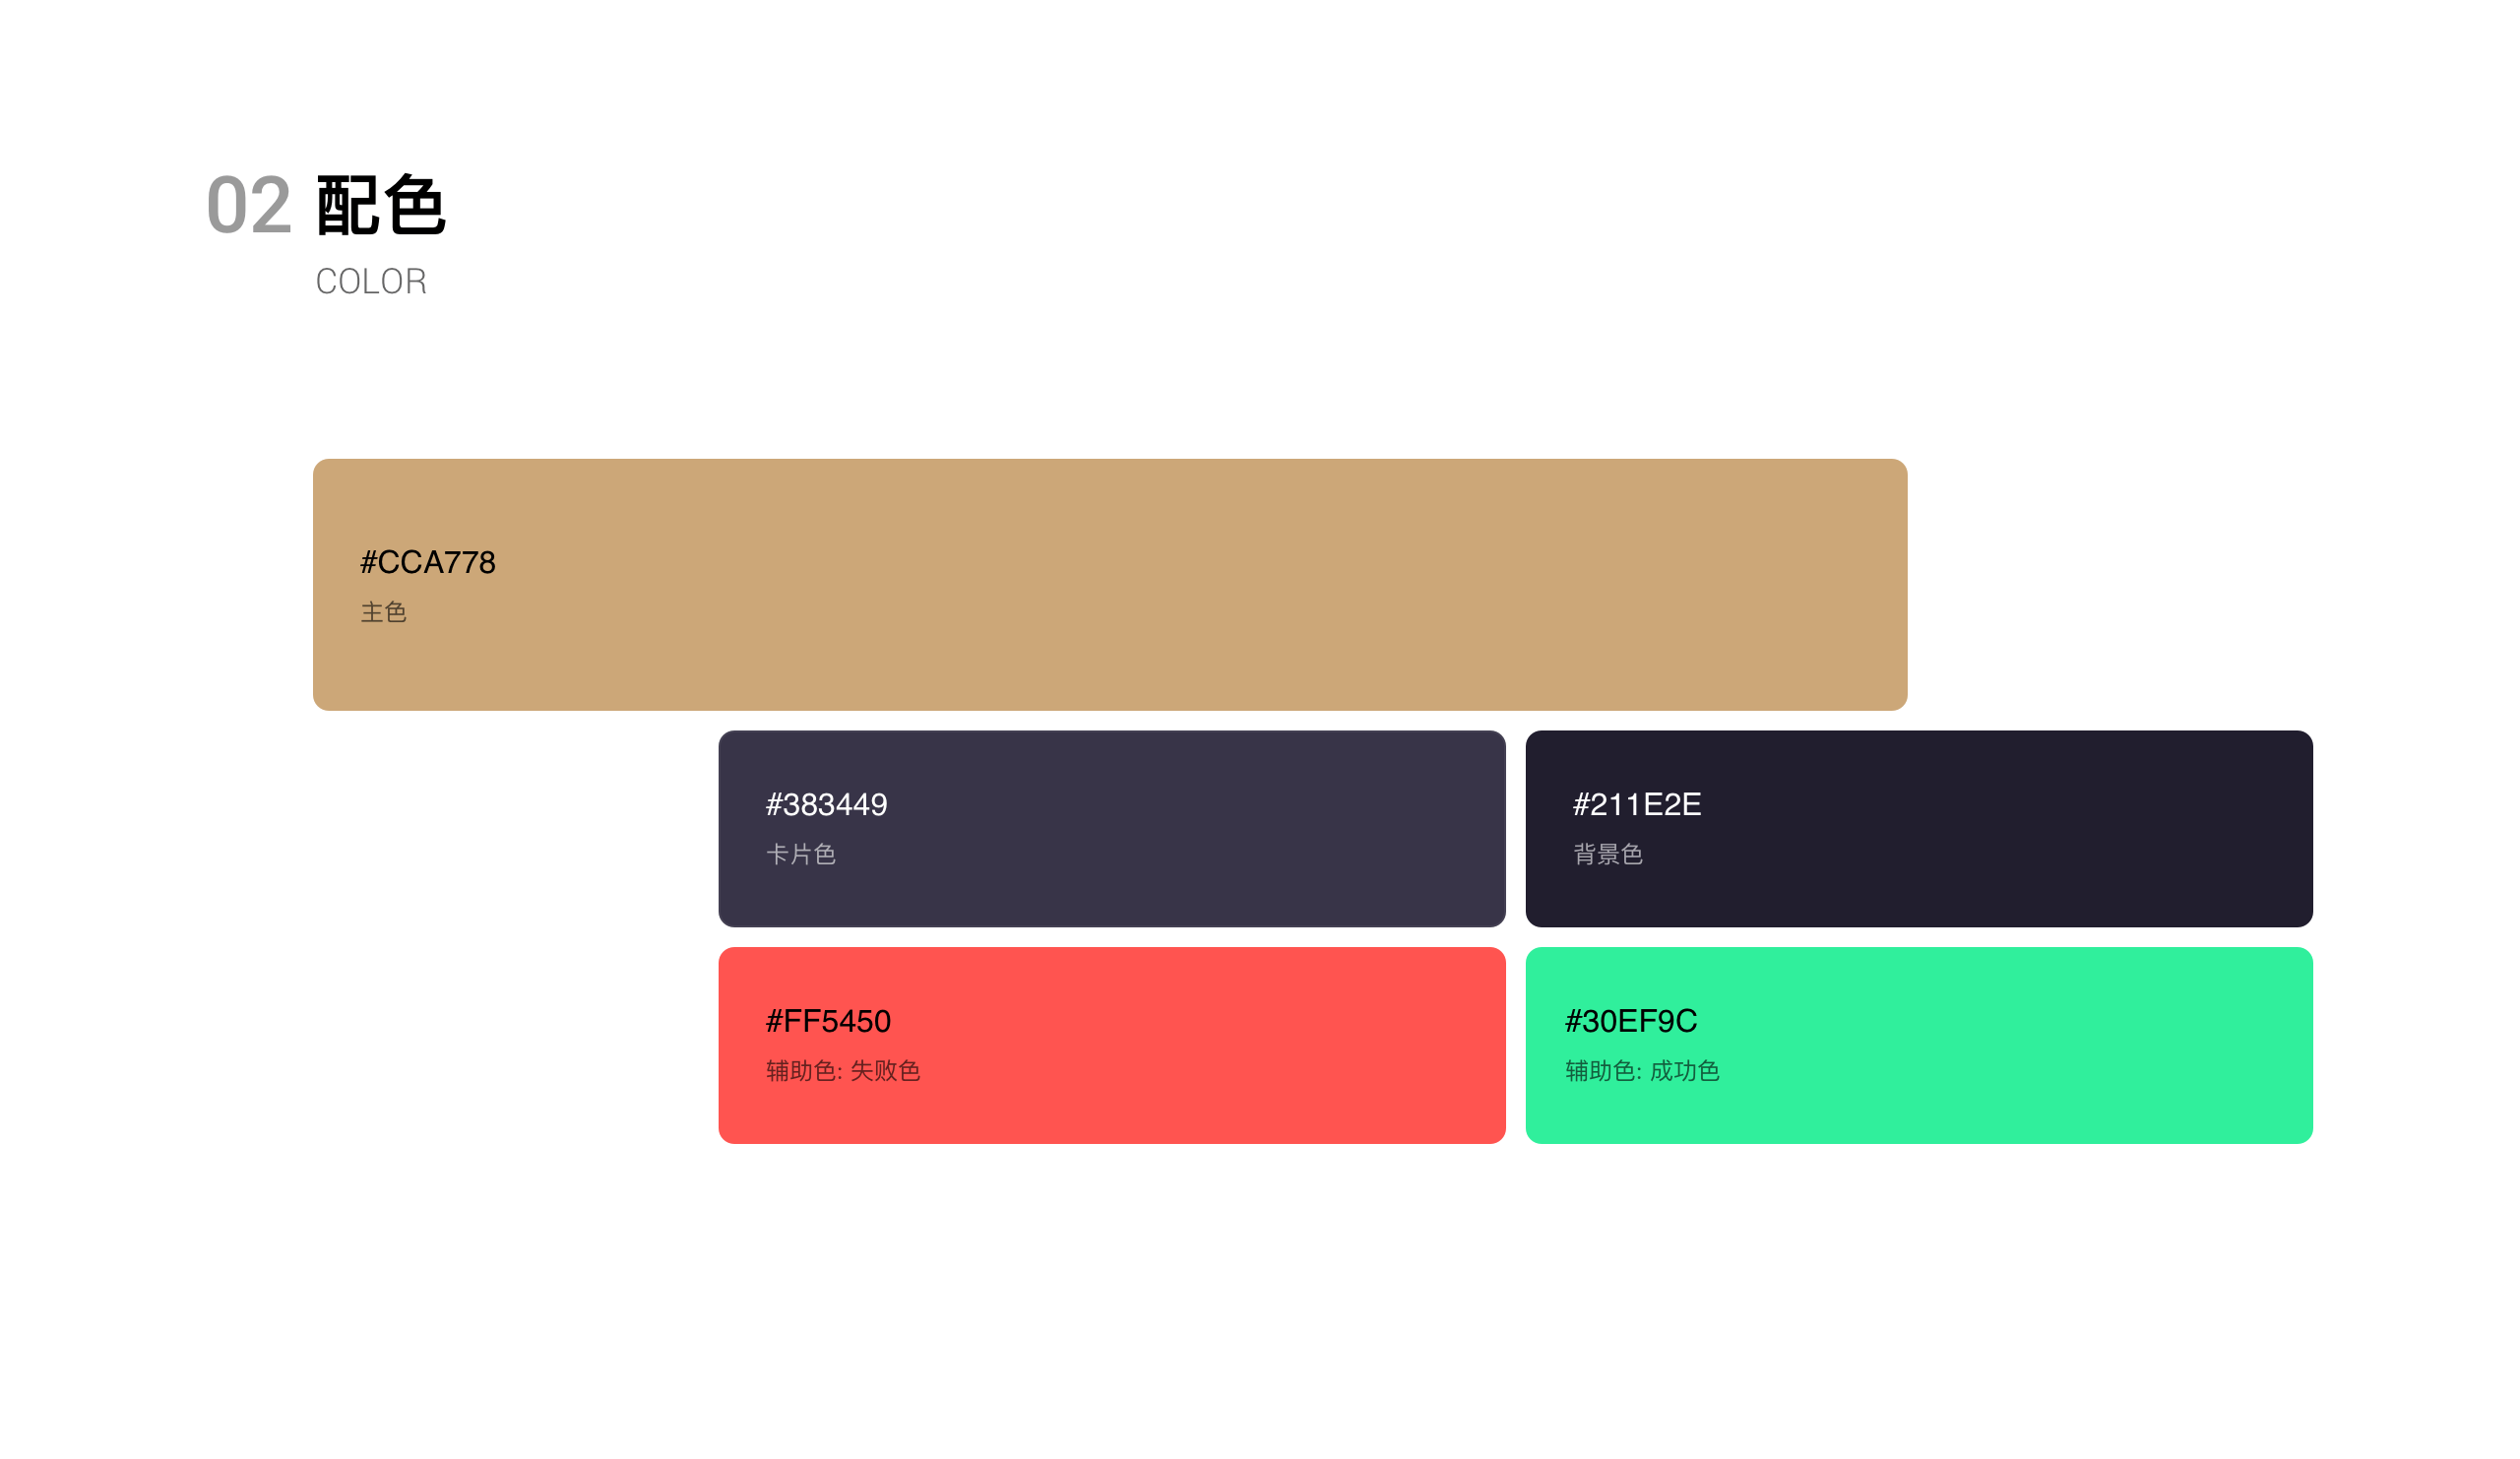 02 配色
COLOR
#CCA778
主色
#383449
卡片色
#211E2E
背景色
#FF5450
辅助色: 失败色
#30EF9C
辅助色: 成功色